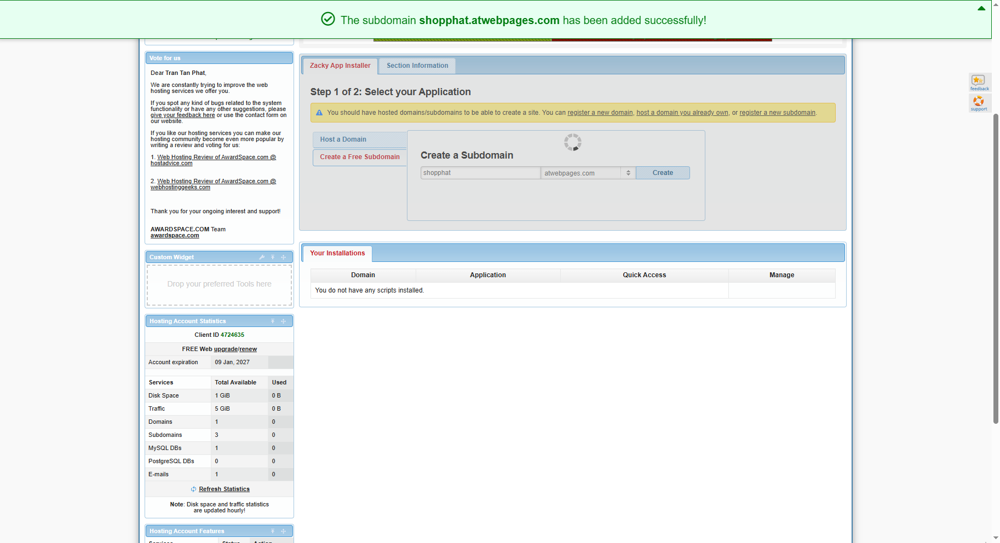 The subdomain shopphat.atwebpages.com has been added successfully!
Vote for us
Dear Tran Tan Phat,
We are constantly trying to improve the web
hosting services we offer you.
If you spot any kind of bugs related to the system
functionality or have any other suggestions, please
give your feedback here or use the contact form on
our website.
If you like our hosting services you can make our
hosting community become even more popular by
writing a review and voting for us:
1. Web Hosting Review of AwardSpace.com @
hostadvice.com
2. Web Hosting Review of AwardSpace.com @
webhostinggeeks.com
Thank you for your ongoing interest and support!
AWARDSPACE.COM Team
awardspace.com
Custom Widget
Drop your preferred Tools here
Hosting Account Statistics
Client ID 4724635
FREE Web upgrade/renew
Account expiration 09 Jan, 2027
Services Total Available Used
Disk Space 1 GiB 0 B
Traffic 5 GiB 0 B
Domains 1 0
Subdomains 3 0
MySQL DBs 1 0
PostgreSQL DBs 0 0
E-mails 1 0
Refresh Statistics
Note: Disk space and traffic statistics
are updated hourly!
Hosting Account Features
Services Status Action
Zacky App Installer Section Information
Step 1 of 2: Select your Application
You should have hosted domains/subdomains to be able to create a site. You can register a new domain, host a domain you already own, or register a new subdomain.
Host a Domain
Create a Free Subdomain
Create a Subdomain
shopphat atwebpages.com Create
Your Installations
Domain Application Quick Access Manage
You do not have any scripts installed.
feedback
support